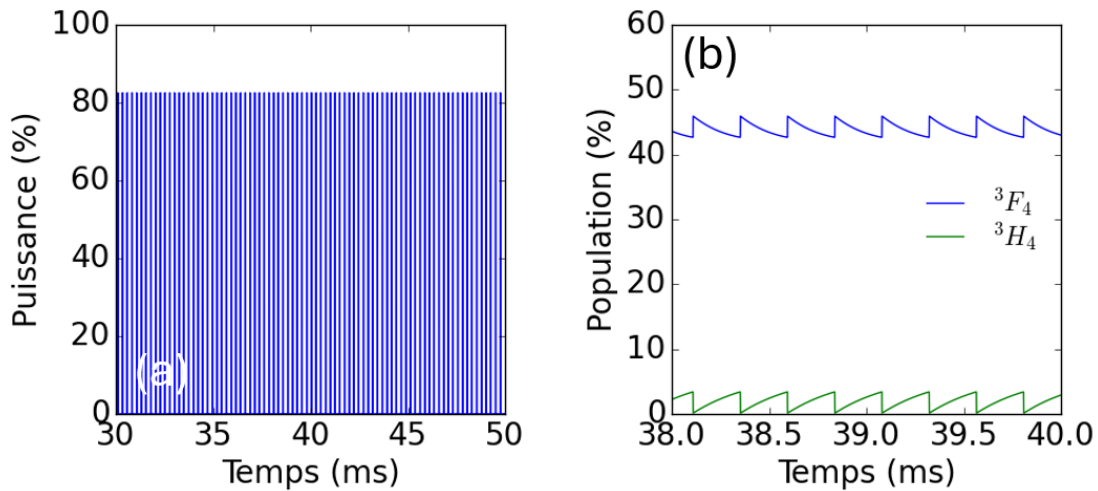 100
80
60
40
20
0
Puissance (%)
(a)
30 35 40 45 50
Temps (ms)
60
50
40
30
20
10
0
Population (%)
(b)
³F₄
³H₄
38.0 38.5 39.0 39.5 40.0
Temps (ms)